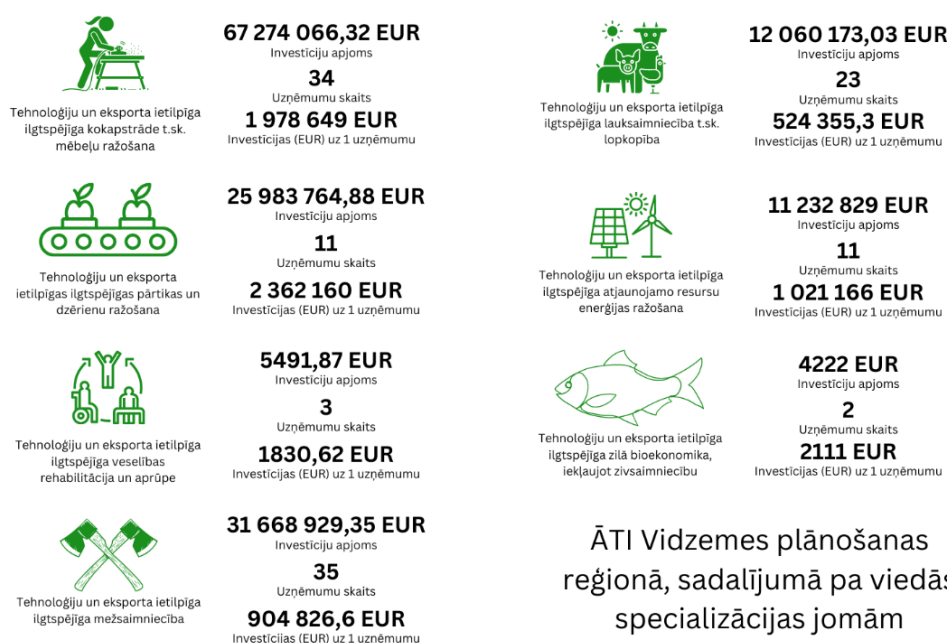 67 274 066,32 EUR
Investīciju apjoms
34
Uzņēmumu skaits
1 978 649 EUR
Investīcijas (EUR) uz 1 uzņēmumu
Tehnoloģiju un eksporta ietilpīga
ilgtspējīga kokapstrāde t.sk.
mēbeļu ražošana
12 060 173,03 EUR
Investīciju apjoms
23
Uzņēmumu skaits
524 355,3 EUR
Investīcijas (EUR) uz 1 uzņēmumu
Tehnoloģiju un eksporta ietilpīga
ilgtspējīga lauksaimniecība t.sk.
lopkopība
25 983 764,88 EUR
Investīciju apjoms
11
Uzņēmumu skaits
2 362 160 EUR
Investīcijas (EUR) uz 1 uzņēmumu
Tehnoloģiju un eksporta
ietilpīgas ilgtspējīgas pārtikas un
dzērienu ražošana
11 232 829 EUR
Investīciju apjoms
11
Uzņēmumu skaits
1 021 166 EUR
Investīcijas (EUR) uz 1 uzņēmumu
Tehnoloģiju un eksporta ietilpīga
ilgtspējīga atjaunojamo resursu
enerģijas ražošana
5491,87 EUR
Investīciju apjoms
3
Uzņēmumu skaits
1830,62 EUR
Investīcijas (EUR) uz 1 uzņēmumu
Tehnoloģiju un eksporta ietilpīga
ilgtspējīga veselības
rehabilitācija un aprūpe
4222 EUR
Investīciju apjoms
2
Uzņēmumu skaits
2111 EUR
Investīcijas (EUR) uz 1 uzņēmumu
Tehnoloģiju un eksporta ietilpīga
ilgtspējīga zilā bioekonomika,
iekļaujot zivsaimniecību
31 668 929,35 EUR
Investīciju apjoms
35
Uzņēmumu skaits
904 826,6 EUR
Investīcijas (EUR) uz 1 uzņēmumu
Tehnoloģiju un eksporta ietilpīga
ilgtspējīga mežsaimniecība
ĀTI Vidzemes plānošanas
reģionā, sadalījumā pa viedās
specializācijas jomām